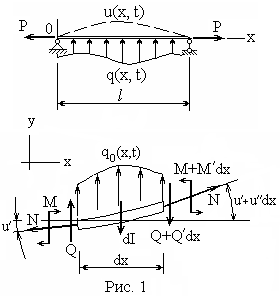 u(x, t)
P 0 P x
q(x, t)
l
y
x
q₀(x,t)
M+M′dx
M N
u′ N u′+u″dx
Q dI Q+Q′dx
dx
Рис. 1